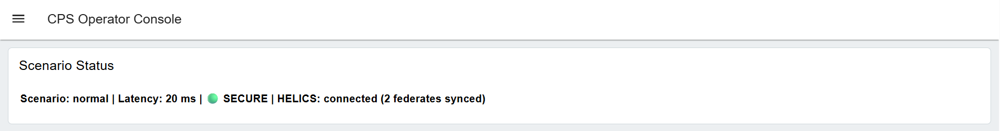 CPS Operator Console
Scenario Status
Scenario: normal | Latency: 20 ms | SECURE | HELICS: connected (2 federates synced)